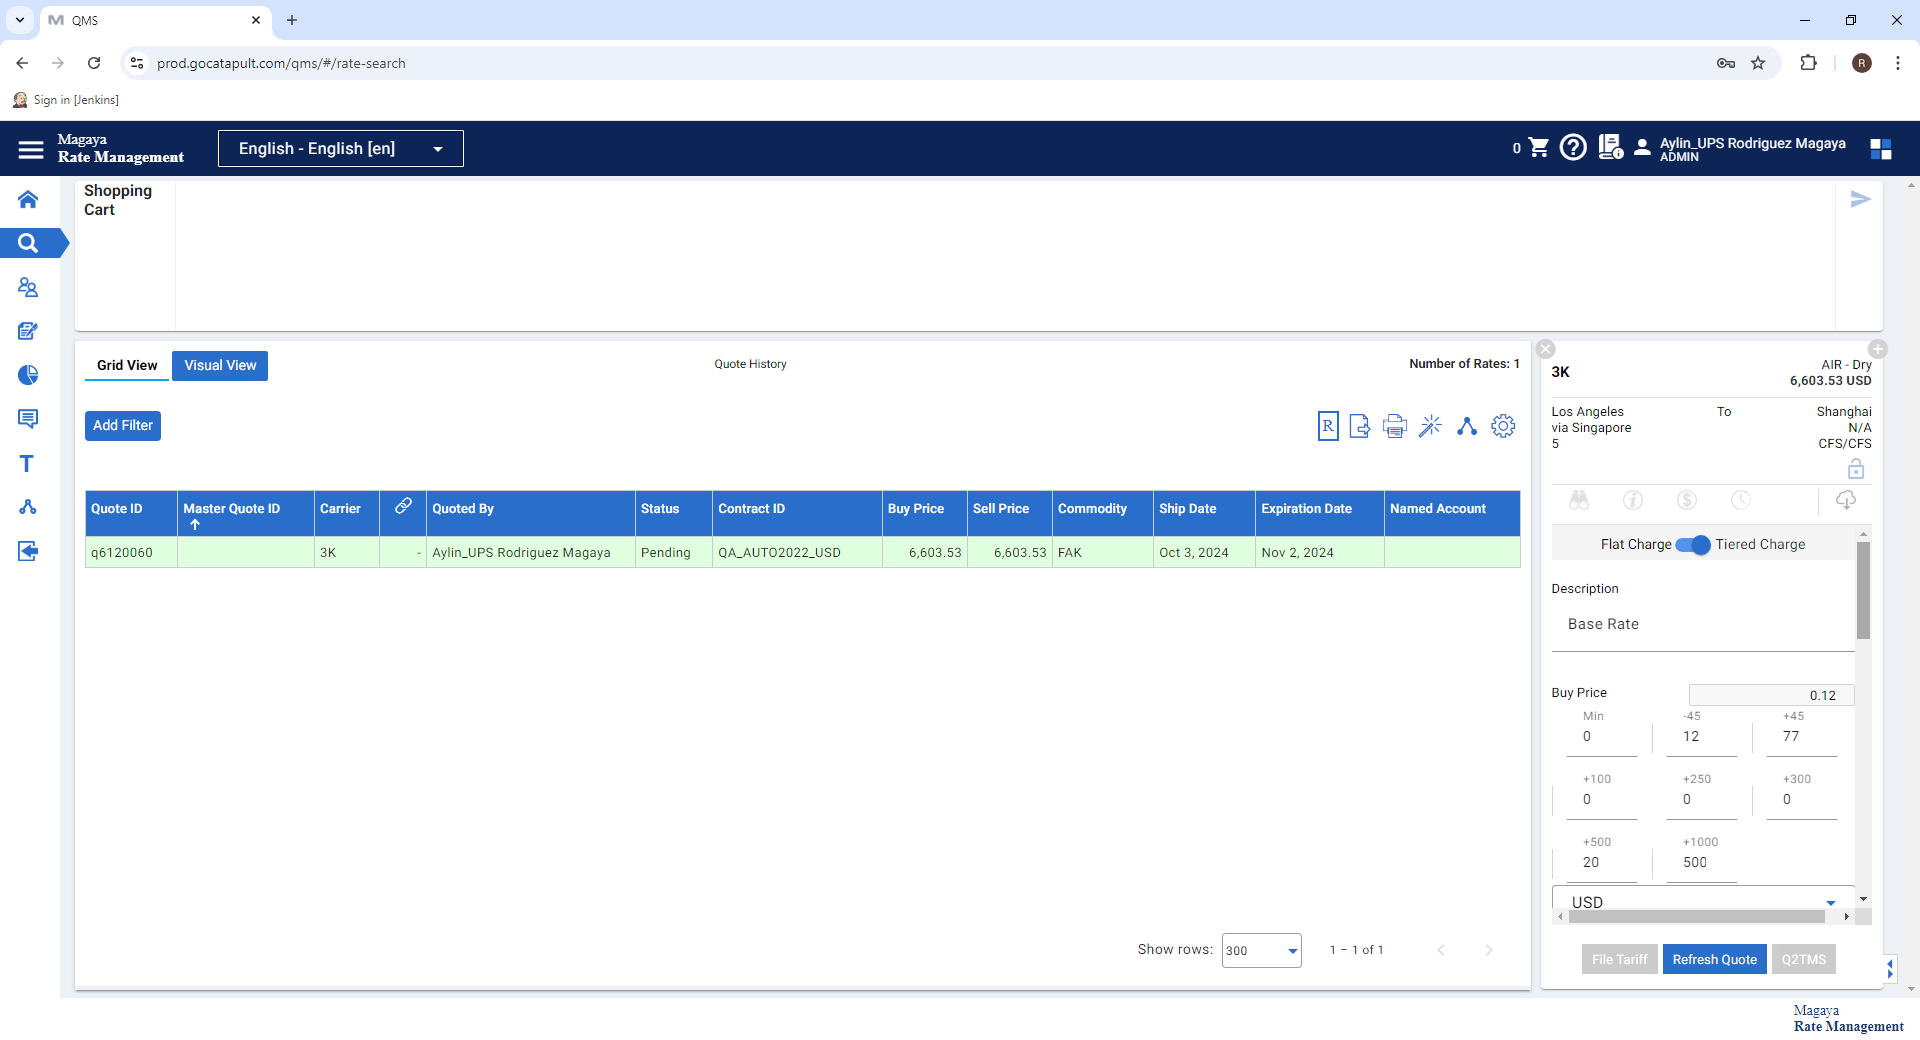 QMS
prod.gocatapult.com/qms/#/rate-search
R
Sign in [Jenkins]
Magaya
Rate Management
English - English [en]
0
Aylin_UPS Rodriguez Magaya
ADMIN
Shopping
Cart
Grid View
Visual View
Quote History
Number of Rates: 1
Add Filter
R
Quote ID
Master Quote ID
Carrier
Quoted By
Status
Contract ID
Buy Price
Sell Price
Commodity
Ship Date
Expiration Date
Named Account
q6120060
3K
-
Aylin_UPS Rodriguez Magaya
Pending
QA_AUTO2022_USD
6,603.53
6,603.53
FAK
Oct 3, 2024
Nov 2, 2024
Show rows:
300
1 – 1 of 1
3K
AIR - Dry
6,603.53 USD
Los Angeles
To
Shanghai
via Singapore
N/A
5
CFS/CFS
Flat Charge
Tiered Charge
Description
Base Rate
Buy Price
0.12
Min
-45
+45
0
12
77
+100
+250
+300
0
0
0
+500
+1000
20
500
USD
File Tariff
Refresh Quote
Q2TMS
Magaya
Rate Management